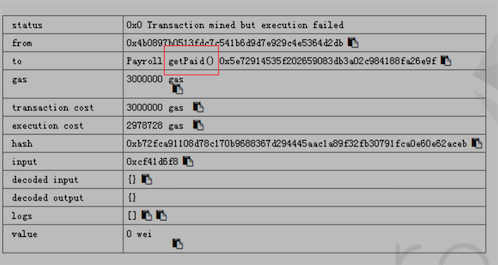 status 0x0 Transaction mined but execution failed
from 0x4b0897b0513fdc7c541b6d9d7e929c4e5364d2db
to Payroll.getPaid() 0x5e72914535f202659083db3a02c984188fa26e9f
gas 3000000 gas
transaction cost 3000000 gas
execution cost 2978728 gas
hash 0xb72fca91108d78c170b9688367d294445aac1a89f32fb30791fca0e60e62aceb
input 0xcf41d6f8
decoded input {}
decoded output {}
logs []
value 0 wei